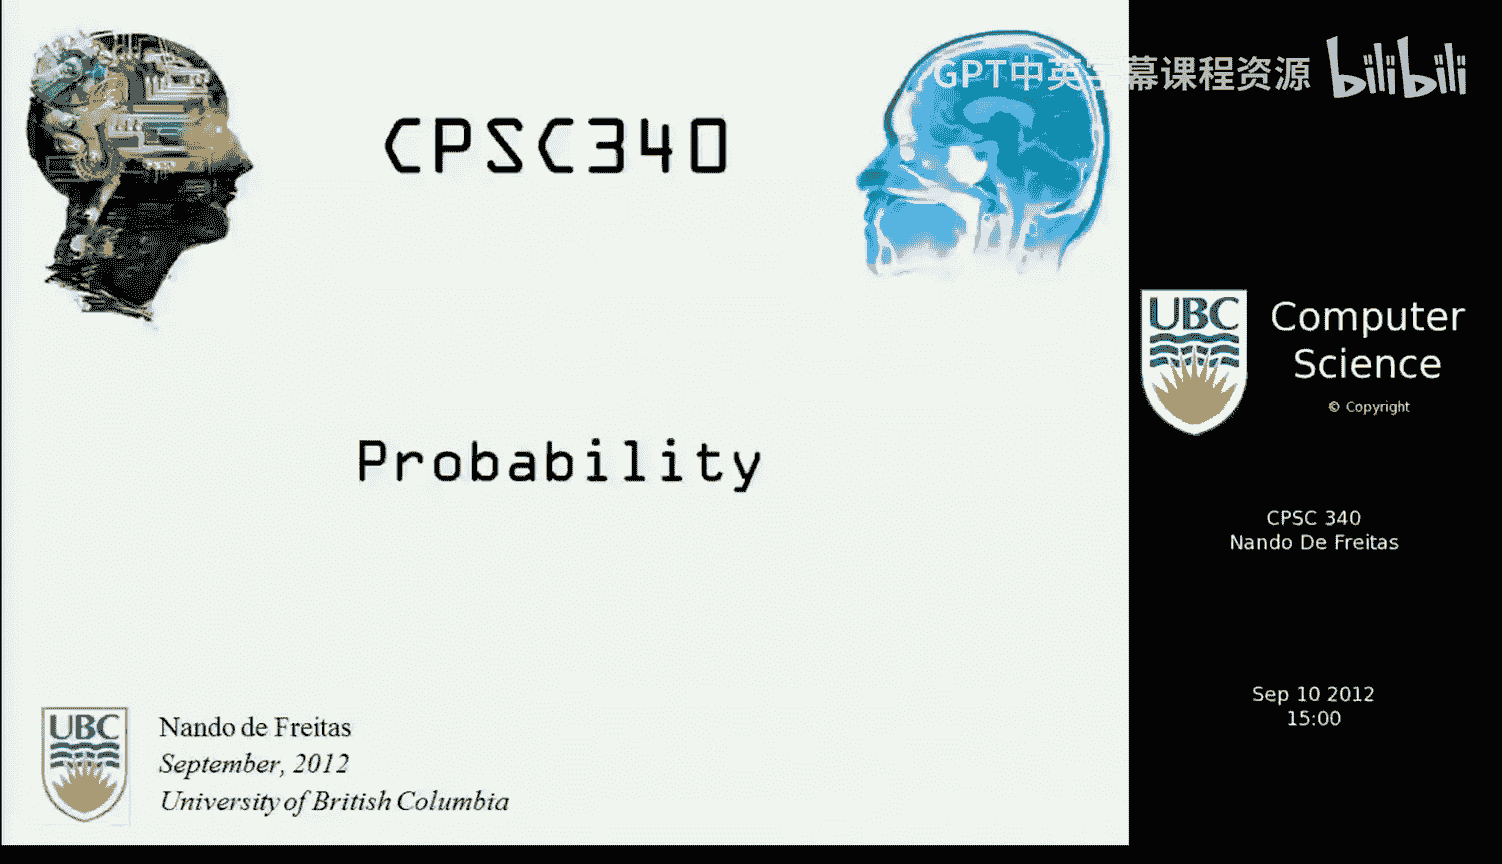 CPSC340
Probability
UBC
Nando de Freitas
September, 2012
University of British Columbia
GPT中英字幕课程资源 bilibili
UBC
Computer
Science
© Copyright
CPSC 340
Nando De Freitas
Sep 10 2012
15:00